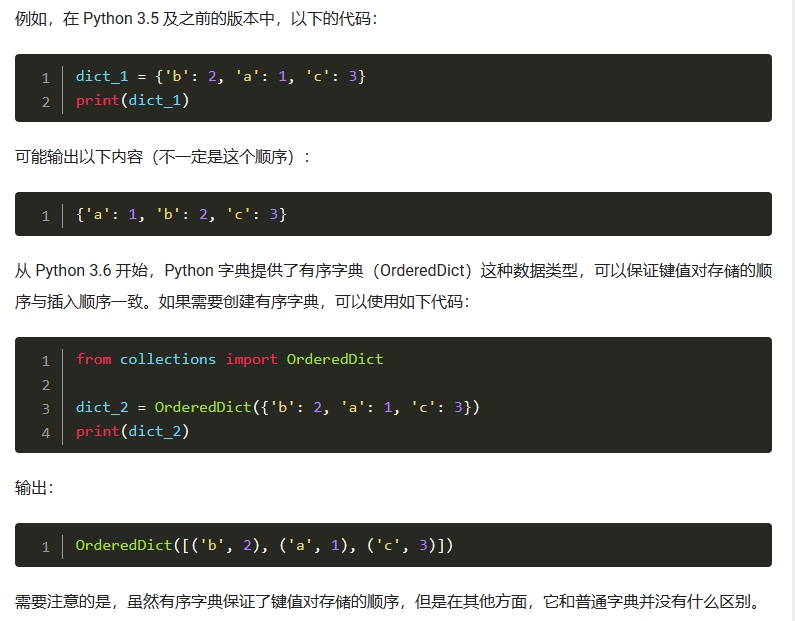 例如，在 Python 3.5 及之前的版本中，以下的代码：
1 dict_1 = {'b': 2, 'a': 1, 'c': 3}
2 print(dict_1)
可能输出以下内容（不一定是这个顺序）：
1 {'a': 1, 'b': 2, 'c': 3}
从 Python 3.6 开始，Python 字典提供了有序字典（OrderedDict）这种数据类型，可以保证键值对存储的顺
序与插入顺序一致。如果需要创建有序字典，可以使用如下代码：
1 from collections import OrderedDict
2
3 dict_2 = OrderedDict({'b': 2, 'a': 1, 'c': 3})
4 print(dict_2)
输出：
1 OrderedDict([('b', 2), ('a', 1), ('c', 3)])
需要注意的是，虽然有序字典保证了键值对存储的顺序，但是在其他方面，它和普通字典并没有什么区别。